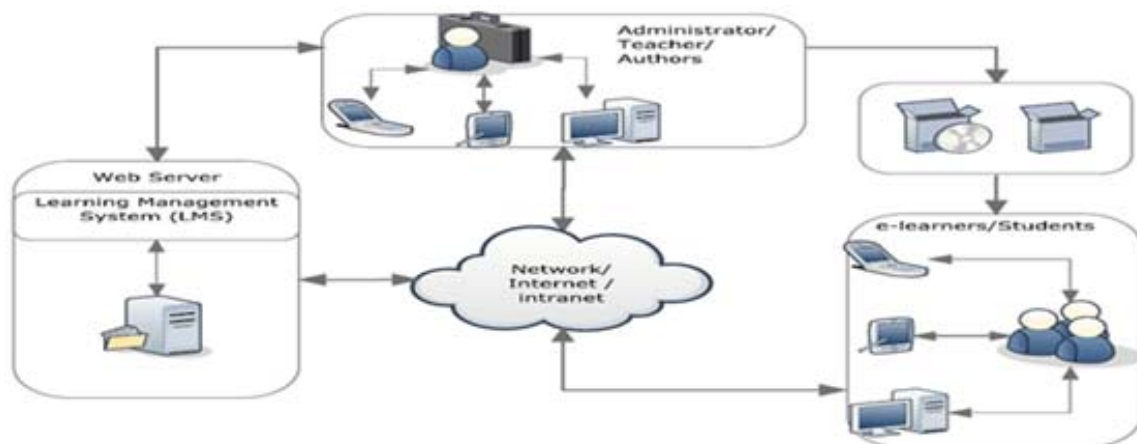 Administrator/
Teacher/
Authors
Web Server
Learning Management
System (LMS)
e-learners/Students
Network/
Internet /
intranet